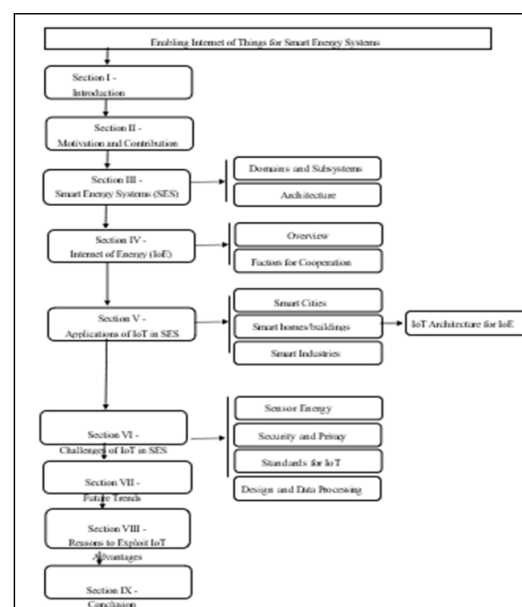 Enabling Internet of Things for Smart Energy Systems
Section I -
Introduction
Section II -
Motivation and Contribution
Section III -
Smart Energy Systems (SES)
Domains and Subsystems
Architecture
Section IV -
Internet of Energy (IoE)
Overview
Factors for Cooperation
Section V -
Applications of IoT in SES
Smart Cities
Smart homes/buildings
Smart Industries
IoT Architecture for IoE
Section VI -
Challenges of IoT in SES
Sensor Energy
Security and Privacy
Standards for IoT
Design and Data Processing
Section VII -
Future Trends
Section VIII -
Reasons to Exploit IoT
Advantages
Section IX -
Conclusion